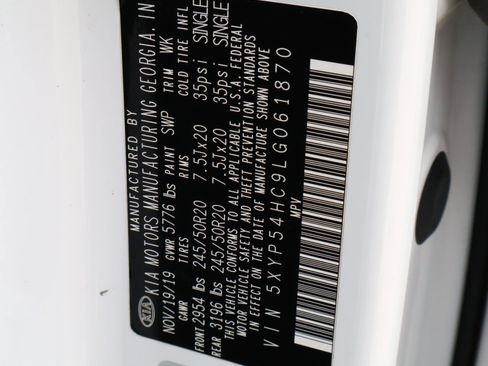 KIA
MANUFACTURED BY
KIA MOTORS MANUFACTURING GEORGIA. IN
NOV/19/19 GVWR 5776 lbs PAINT SWP TRIM WK
GAWR TIRES RIMS COLD TIRE INFL
FRONT 2954 lbs 245/50R20 7.5Jx20 35psi SINGLE
REAR 3196 lbs 245/50R20 7.5Jx20 35psi SINGLE
THIS VEHICLE CONFORMS TO ALL APPLICABLE U.S.A. FEDERAL
MOTOR VEHICLE SAFETY AND THEFT PREVENTION STANDARDS
IN EFFECT ON THE DATE OF MANUFACTURE SHOWN ABOVE
VIN 5XYP54HC9LG061870
MPV